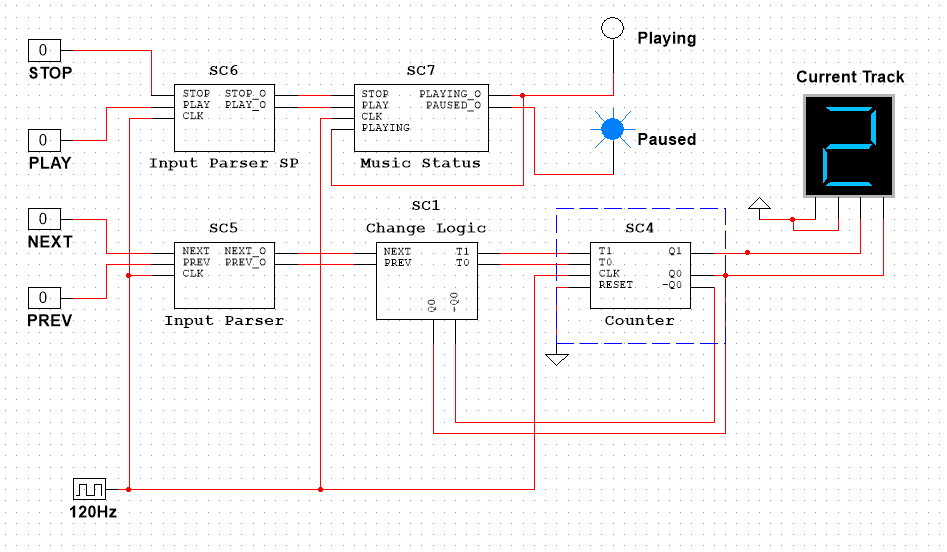 0
STOP
0
PLAY
0
NEXT
0
PREV
120Hz
SC6
STOP STOP_O
PLAY PLAY_O
CLK
Input Parser SP
SC7
STOP PLAYING_O
PLAY PAUSED_O
CLK
PLAYING
Music Status
Playing
Paused
Current Track
2
SC5
NEXT NEXT_O
PREV PREV_O
CLK
Input Parser
SC1
Change Logic
NEXT T1
PREV T0
Q0
-Q0
SC4
T1 Q1
T0
CLK Q0
RESET -Q0
Counter